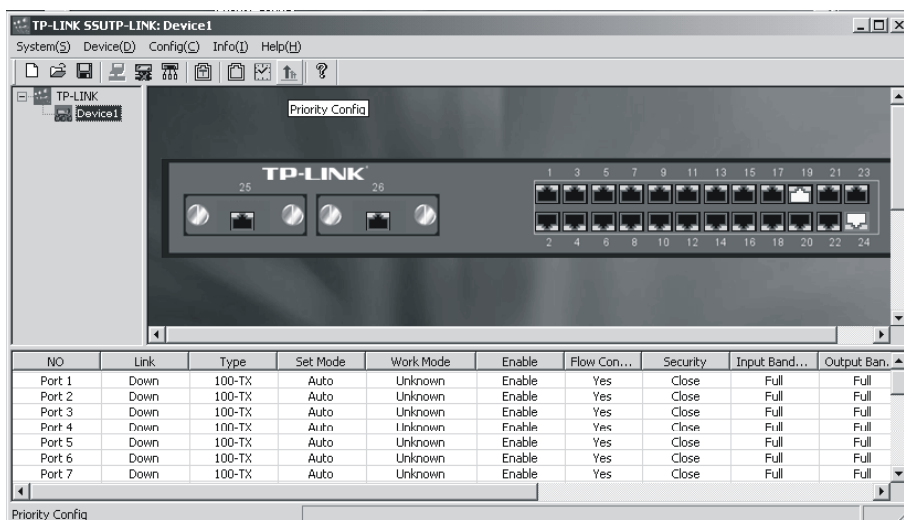 TP-LINK SSUTP-LINK: Device1
System(S) Device(D) Config(C) Info(I) Help(H)
TP-LINK
Device1
Priority Config
TP-LINK
25 26
1 3 5 7 9 11 13 15 17 19 21 23
2 4 6 8 10 12 14 16 18 20 22 24
NO Link Type Set Mode Work Mode Enable Flow Con... Security Input Band... Output Ban.
Port 1 Down 100-TX Auto Unknown Enable Yes Close Full Full
Port 2 Down 100-TX Auto Unknown Enable Yes Close Full Full
Port 3 Down 100-TX Auto Unknown Enable Yes Close Full Full
Port 4 Down 100-TX Auto Unknown Enable Yes Close Full Full
Port 5 Down 100-TX Auto Unknown Enable Yes Close Full Full
Port 6 Down 100-TX Auto Unknown Enable Yes Close Full Full
Port 7 Down 100-TX Auto Unknown Enable Yes Close Full Full
Priority Config